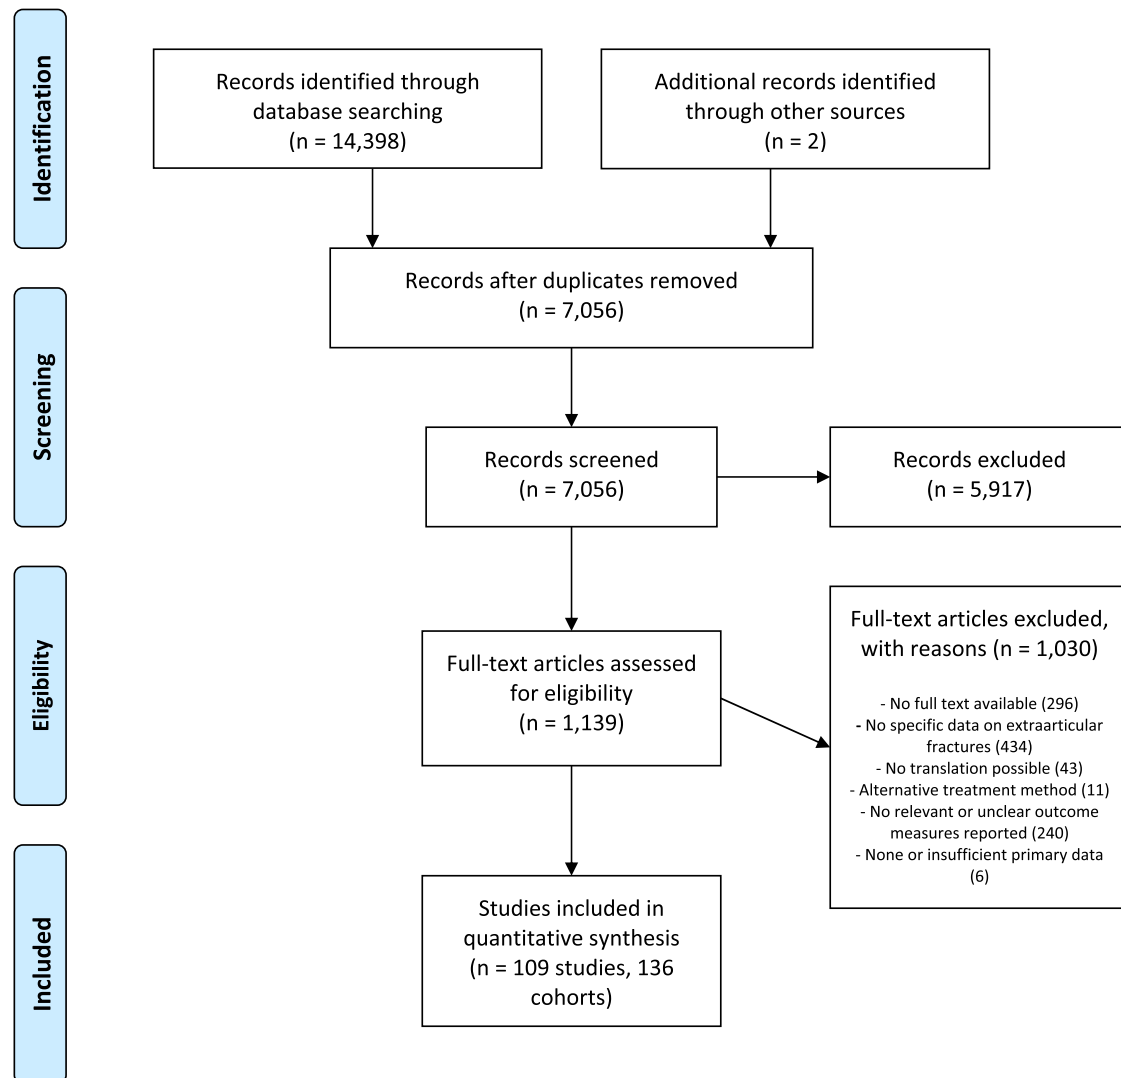 Identification
Records identified through
database searching
(n = 14,398)
Additional records identified
through other sources
(n = 2)
Records after duplicates removed
(n = 7,056)
Screening
Records screened
(n = 7,056)
Records excluded
(n = 5,917)
Eligibility
Full-text articles assessed
for eligibility
(n = 1,139)
Full-text articles excluded,
with reasons (n = 1,030)
- No full text available (296)
- No specific data on extraarticular
fractures (434)
- No translation possible (43)
- Alternative treatment method (11)
- No relevant or unclear outcome
measures reported (240)
- None or insufficient primary data
(6)
Included
Studies included in
quantitative synthesis
(n = 109 studies, 136
cohorts)